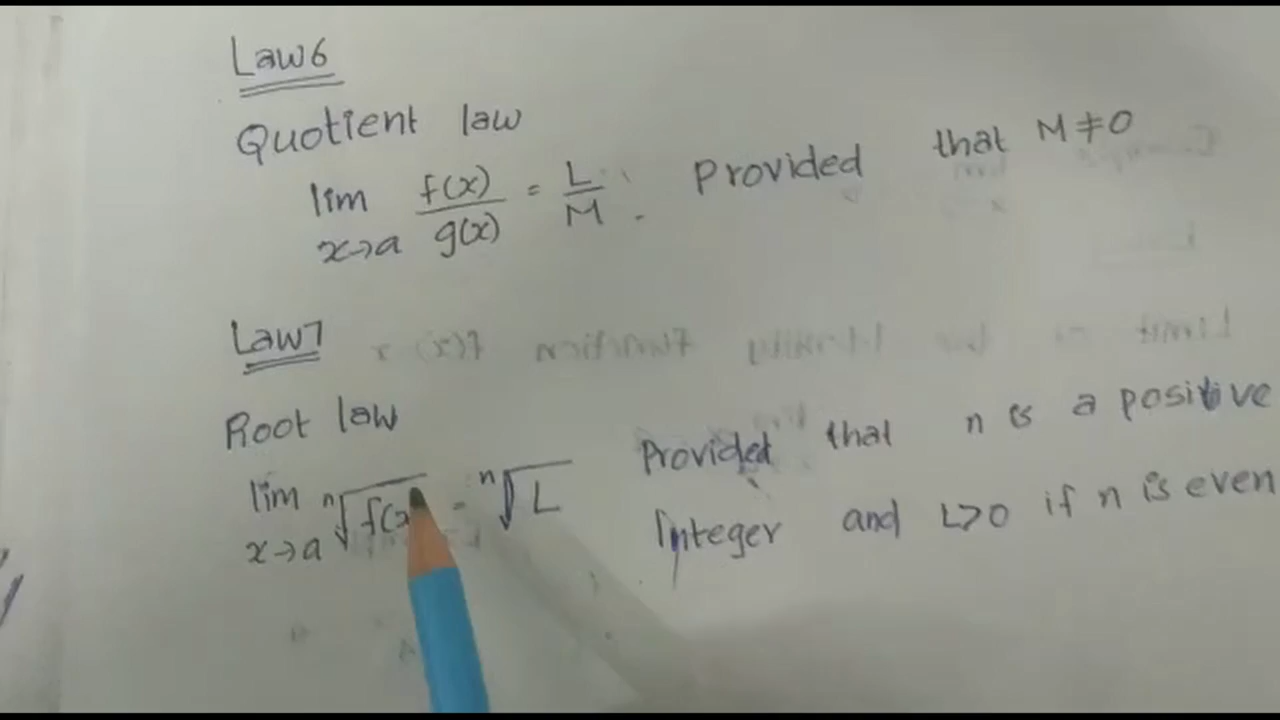 Law6
Quotient law
lim x→a f(x)/g(x) = L/M. Provided that M≠0
Law7
Root law
lim x→a ⁿ√f(x = ⁿ√L Provided that n is a positive
Integer and L>0 if n is even